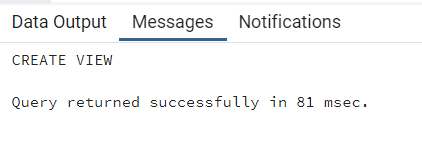 Data Output Messages Notifications
CREATE VIEW
Query returned successfully in 81 msec.